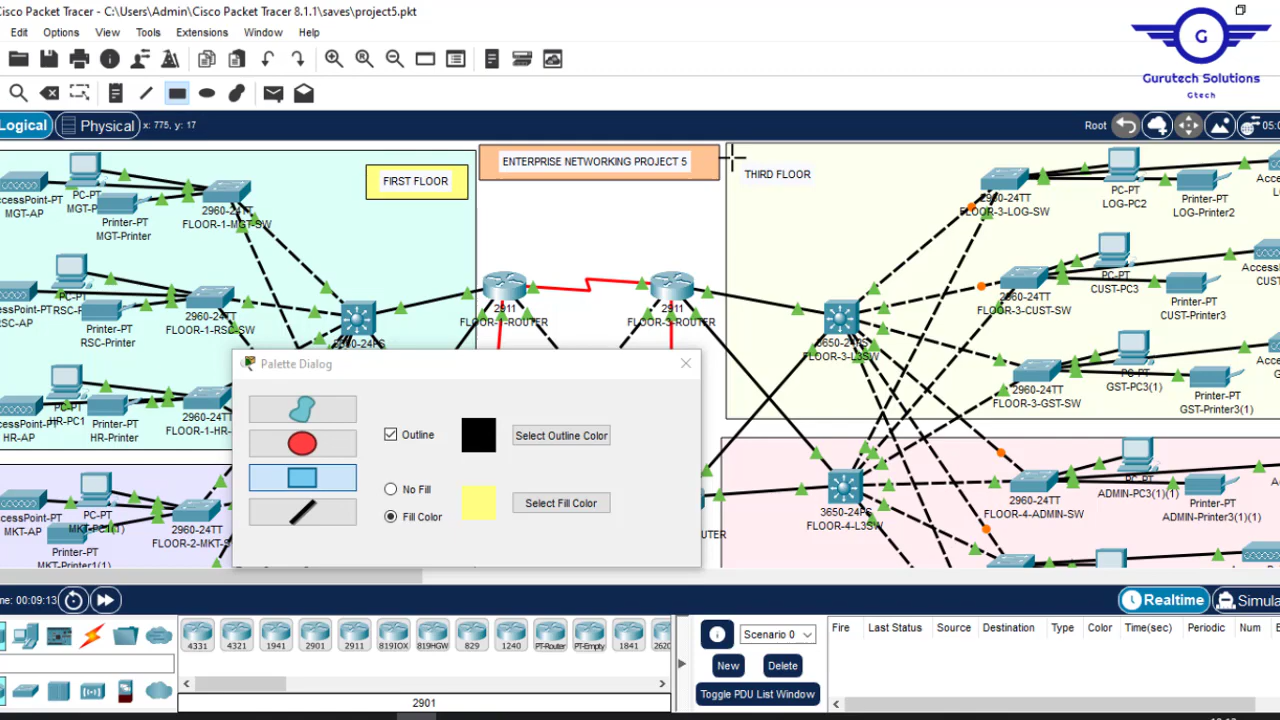 Cisco Packet Tracer - C:\Users\Admin\Cisco Packet Tracer 8.1.1\saves\project5.pkt
Edit Options View Tools Extensions Window Help
G
Gurutech Solutions
Gtech
Logical Physical x: 775, y: 17
Root
ENTERPRISE NETWORKING PROJECT 5
FIRST FLOOR
THIRD FLOOR
AccessPoint-PT
MGT-AP
PC-PT
Printer-PT
MGT-Printer
2960-24TT
FLOOR-1-MGT-SW
PC-PT
Printer-PT
RSC-Printer
2960-24TT
FLOOR-1-RSC-SW
PC-PT
HR-PC1
HR-AP
Printer-PT
HR-Printer
2960-24TT
2911
FLOOR-3-ROUTER
2911
2960-24TT
FLOOR-3-LOG-SW
PC-PT
LOG-PC2
Printer-PT
LOG-Printer2
2960-24TT
FLOOR-3-CUST-SW
PC-PT
CUST-PC3
Printer-PT
CUST-Printer3
FLOOR-3-L3SW
2960-24TT
FLOOR-3-GST-SW
PC-PT
GST-PC3(1)
Printer-PT
GST-Printer3(1)
3650-24PS
FLOOR-4-L3SW
2960-24TT
FLOOR-4-ADMIN-SW
PC-PT
ADMIN-PC3(1)(1)
Printer-PT
ADMIN-Printer3(1)(1)
MKT-AP
PC-PT
MKT-PC1(1)
Printer-PT
MKT-Printer1(1)
2960-24TT
Palette Dialog
Outline
Select Outline Color
No Fill
Fill Color
Select Fill Color
me: 00:09:13
Realtime Simula
4331 4321 1941 2901 2911 819IOX 819HGW 829 1240 PT-Router PT-Empty 1841 2620
2901
Scenario 0
New Delete
Toggle PDU List Window
Fire Last Status Source Destination Type Color Time(sec) Periodic Num